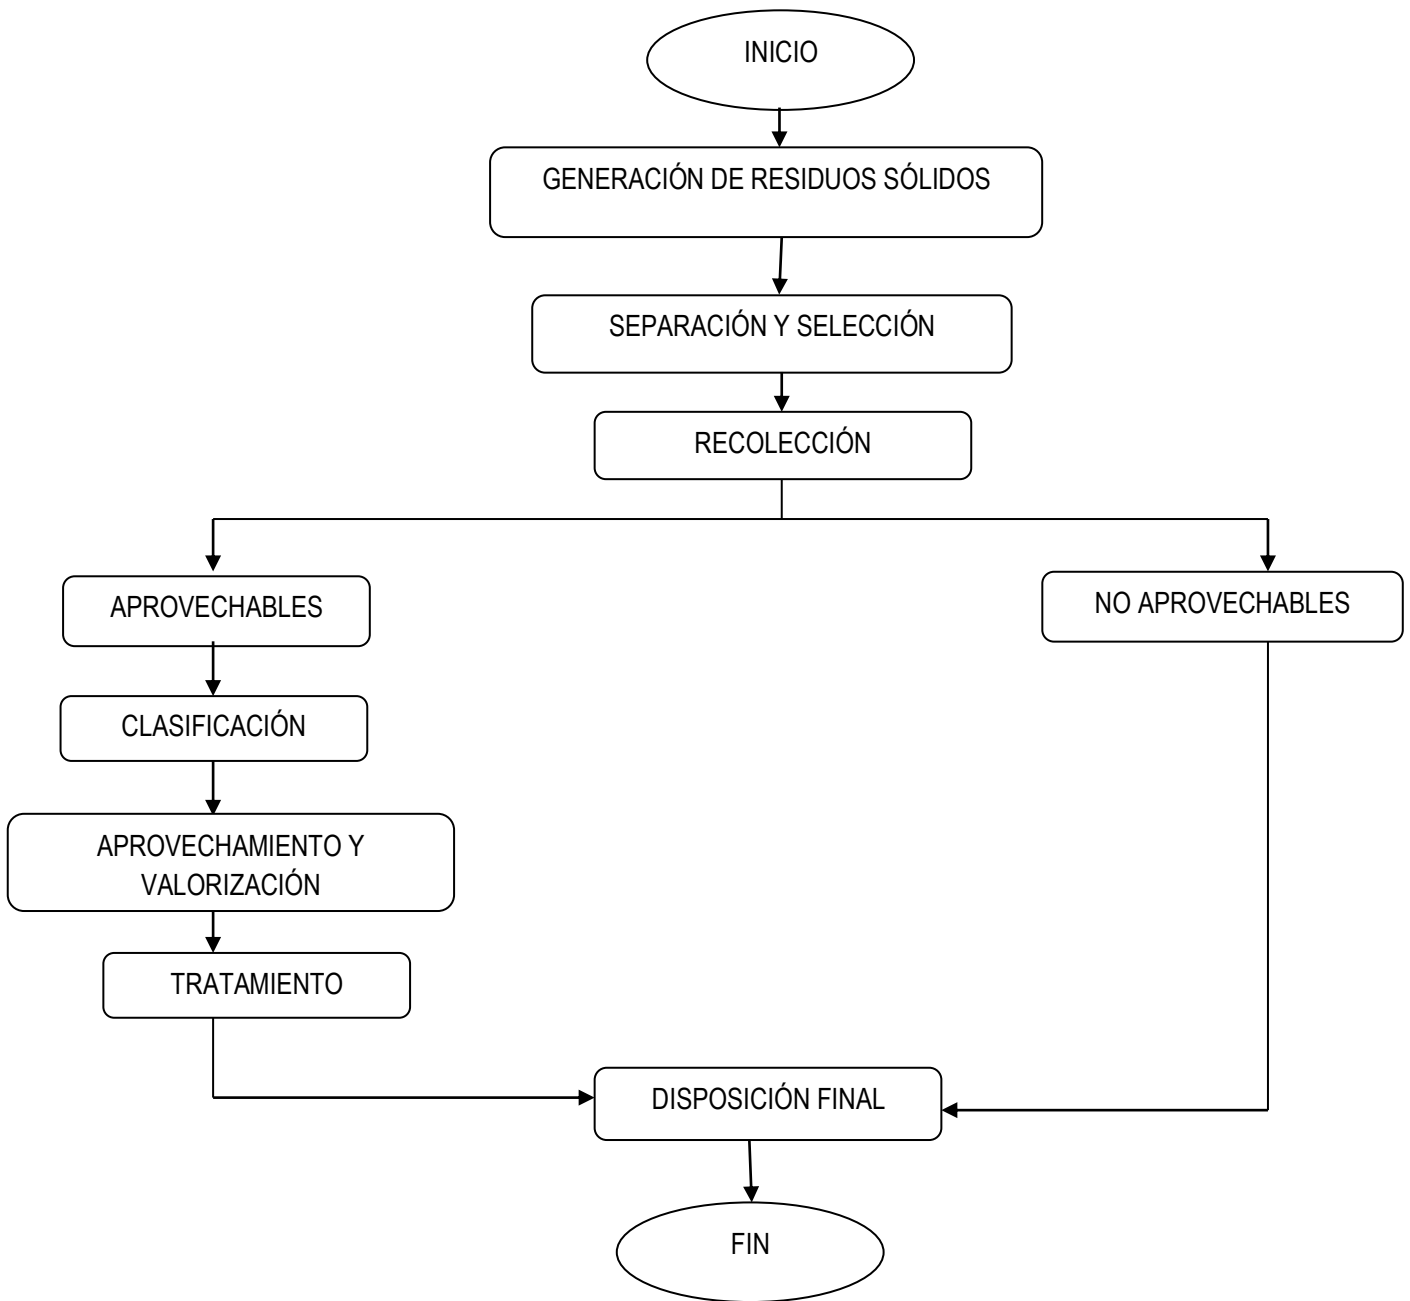 INICIO
GENERACIÓN DE RESIDUOS SÓLIDOS
SEPARACIÓN Y SELECCIÓN
RECOLECCIÓN
APROVECHABLES
NO APROVECHABLES
CLASIFICACIÓN
APROVECHAMIENTO Y
VALORIZACIÓN
TRATAMIENTO
DISPOSICIÓN FINAL
FIN